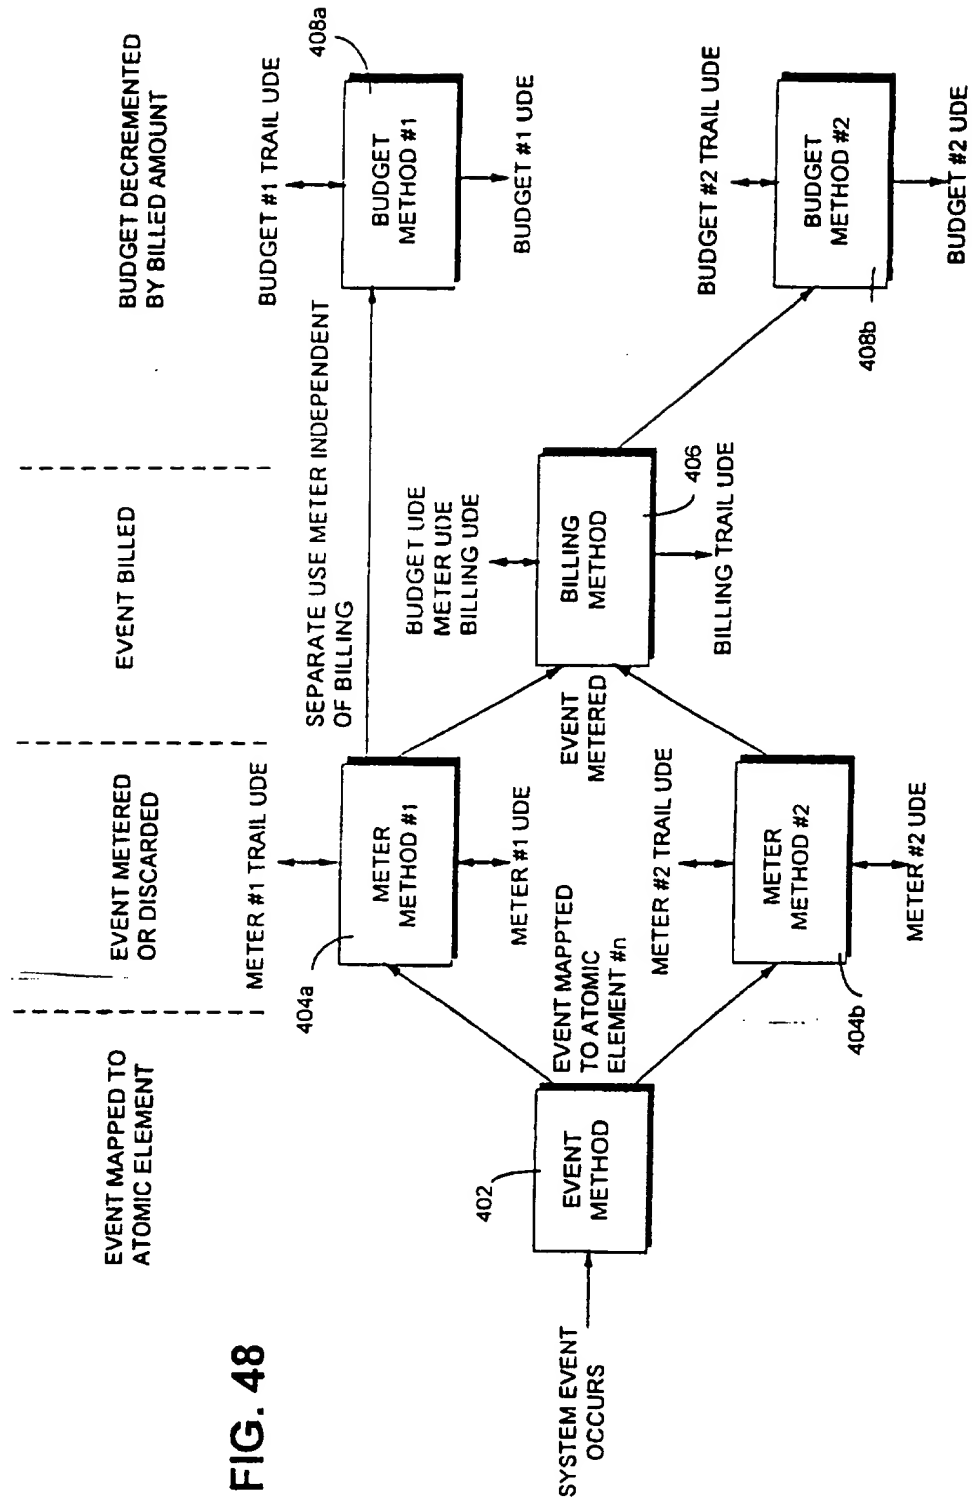 FIG. 48
EVENT MAPPED TO
ATOMIC ELEMENT
EVENT METERED
OR DISCARDED
EVENT BILLED
BUDGET DECREMENTED
BY BILLED AMOUNT
SYSTEM EVENT
OCCURS
402
EVENT
METHOD
EVENT MAPPTED
TO ATOMIC
ELEMENT #n
404a
METER #1 TRAIL UDE
METER
METHOD #1
METER #1 UDE
METER #2 TRAIL UDE
METER
METHOD #2
METER #2 UDE
404b
SEPARATE USE METER INDEPENDENT
OF BILLING
EVENT
METERED
BUDGET UDE
METER UDE
BILLING UDE
BILLING
METHOD
406
BILLING TRAIL UDE
BUDGET #1 TRAIL UDE
408a
BUDGET
METHOD #1
BUDGET #1 UDE
BUDGET #2 TRAIL UDE
BUDGET
METHOD #2
408b
BUDGET #2 UDE